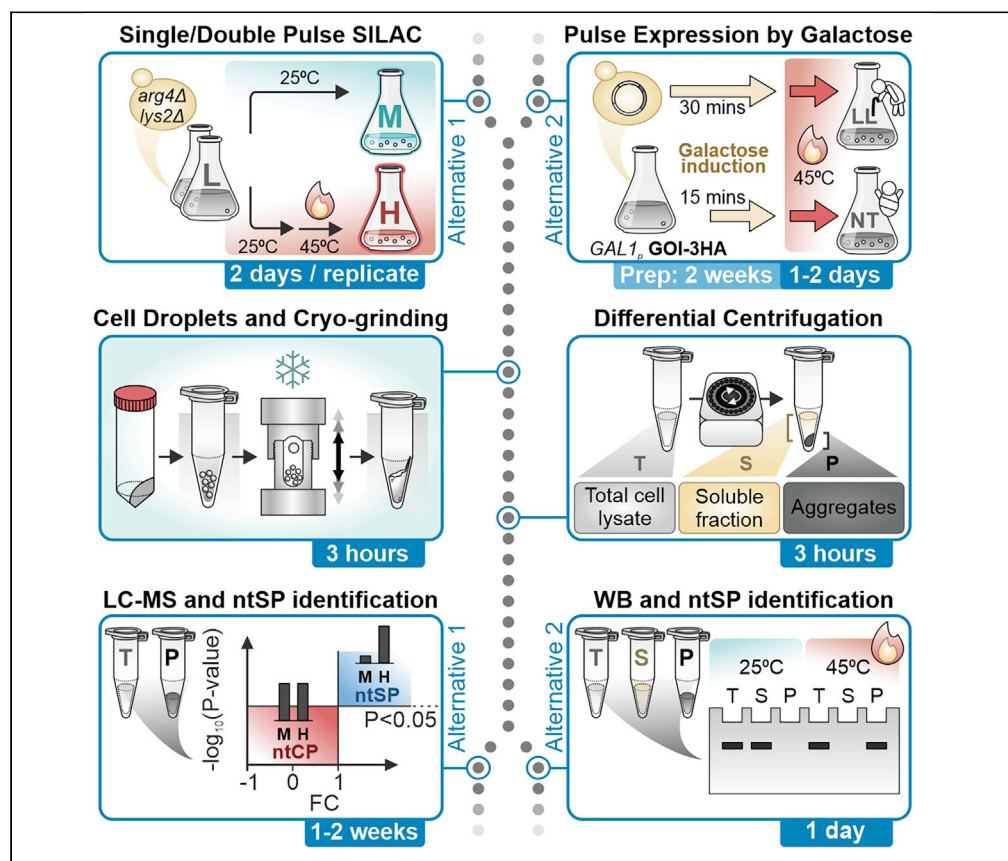 Single/Double Pulse SILAC
arg4Δ
lys2Δ
L
25ºC
M
25ºC
45ºC
H
2 days / replicate
Alternative 1
Pulse Expression by Galactose
30 mins
LL
Galactose
induction
45ºC
15 mins
NT
GAL1p GOI-3HA
Prep: 2 weeks
1-2 days
Alternative 2
Cell Droplets and Cryo-grinding
3 hours
Differential Centrifugation
T
S
P
Total cell
lysate
Soluble
fraction
Aggregates
3 hours
LC-MS and ntSP identification
T
P
-log10(P-value)
M H
ntSP
M H
ntCP
P<0.05
-1
0
1
FC
1-2 weeks
Alternative 1
WB and ntSP identification
T
S
P
25ºC
45ºC
T S P T S P
1 day
Alternative 2